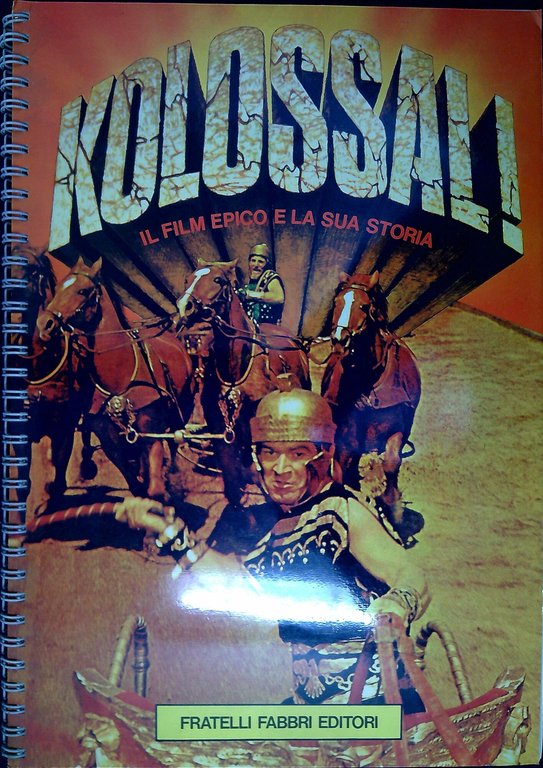 KOLOSSAL!
IL FILM EPICO E LA SUA STORIA
FRATELLI FABBRI EDITORI